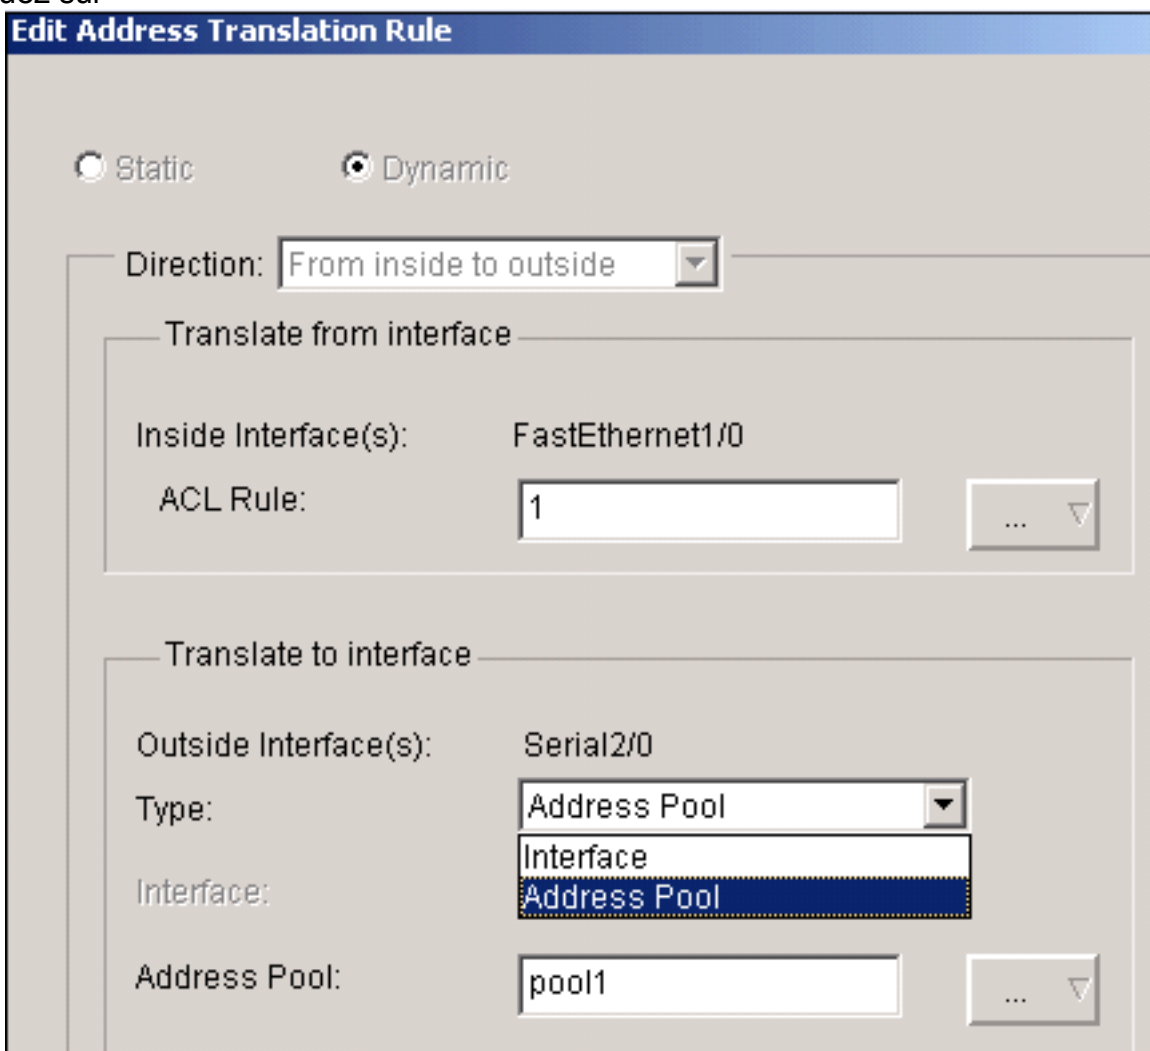 Edit Address Translation Rule
Static Dynamic
Direction: From inside to outside
Translate from interface
Inside Interface(s): FastEthernet1/0
ACL Rule: 1 ...
Translate to interface
Outside Interface(s): Serial2/0
Type: Address Pool
Interface
Interface:
Address Pool
Address Pool: pool1 ...